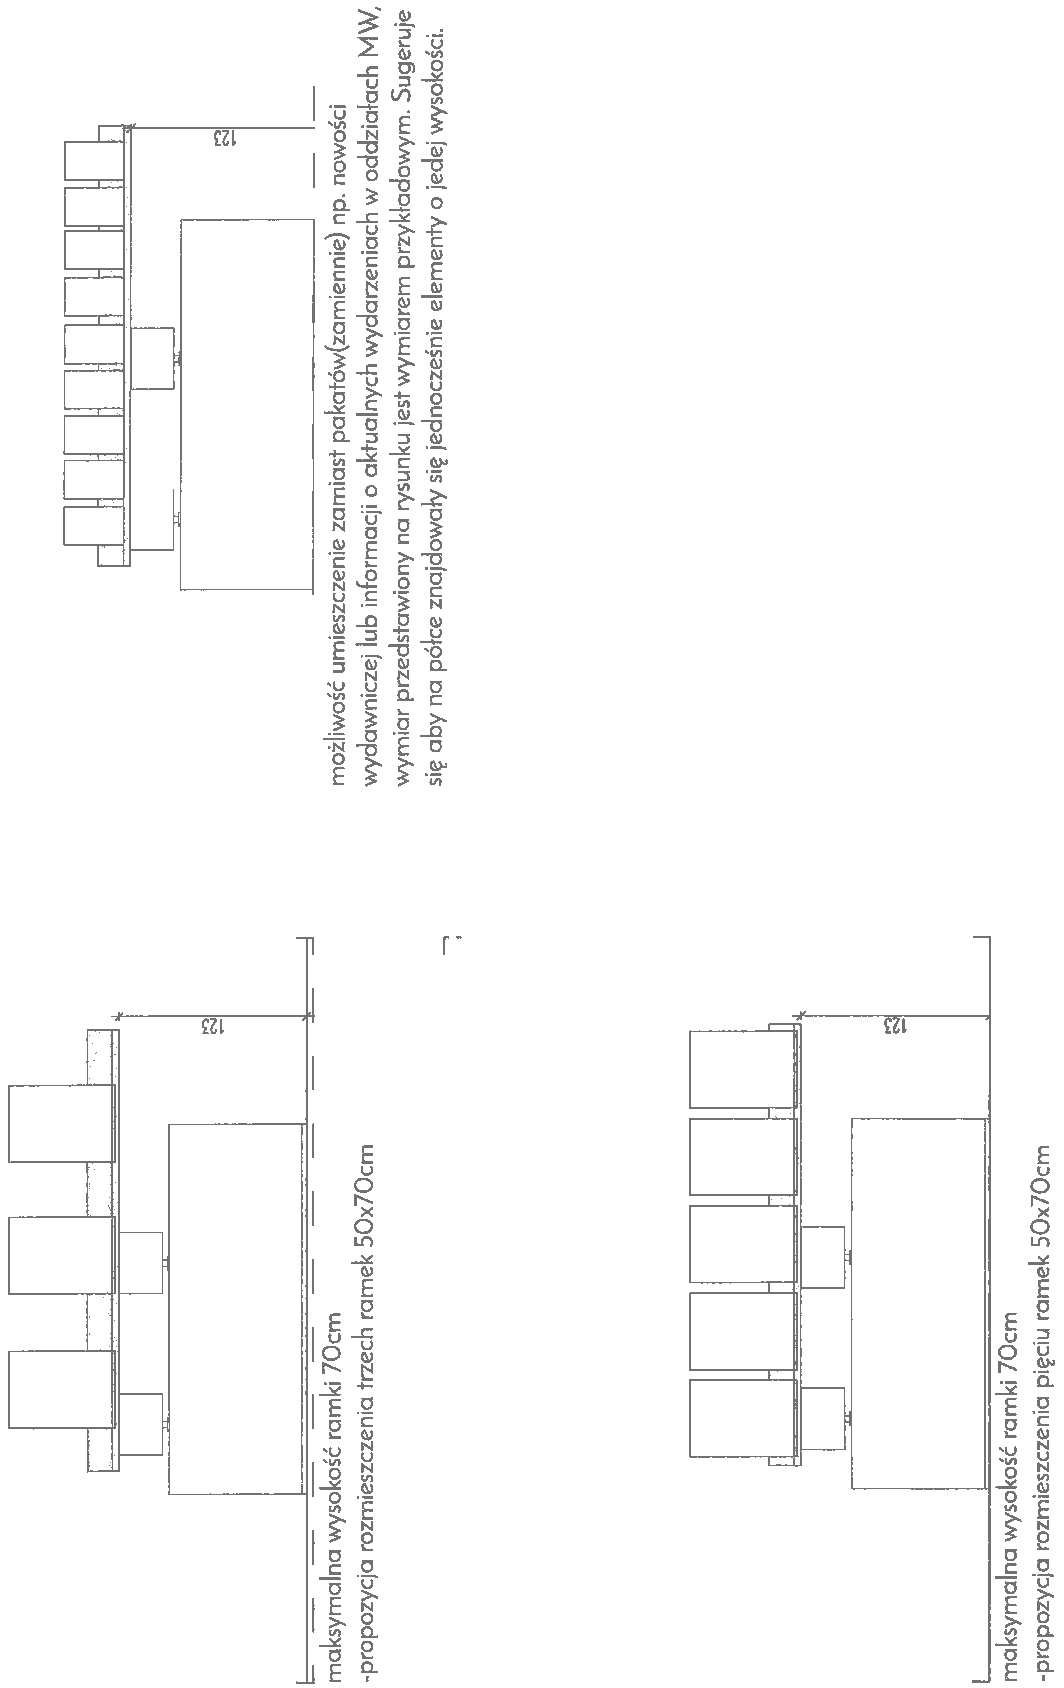 123
maksymalna wysokość ramki 70cm
-propozycja rozmieszczenia trzech ramek 50x70cm
123
możliwość umieszczenie zamiast pakatów(zamiennie) np. nowości
wydawniczej lub informacji o aktualnych wydarzeniach w oddziałach MW,
wymiar przedstawiony na rysunku jest wymiarem przykładowym. Sugeruje
się aby na półce znajdowały się jednocześnie elementy o jedej wysokości.
123
maksymalna wysokość ramki 70cm
-propozycja rozmieszczenia pięciu ramek 50x70cm